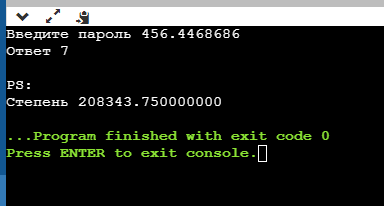 Введите пароль 456.4468686
Ответ 7
PS:
Степень 208343.750000000
...Program finished with exit code 0
Press ENTER to exit console.